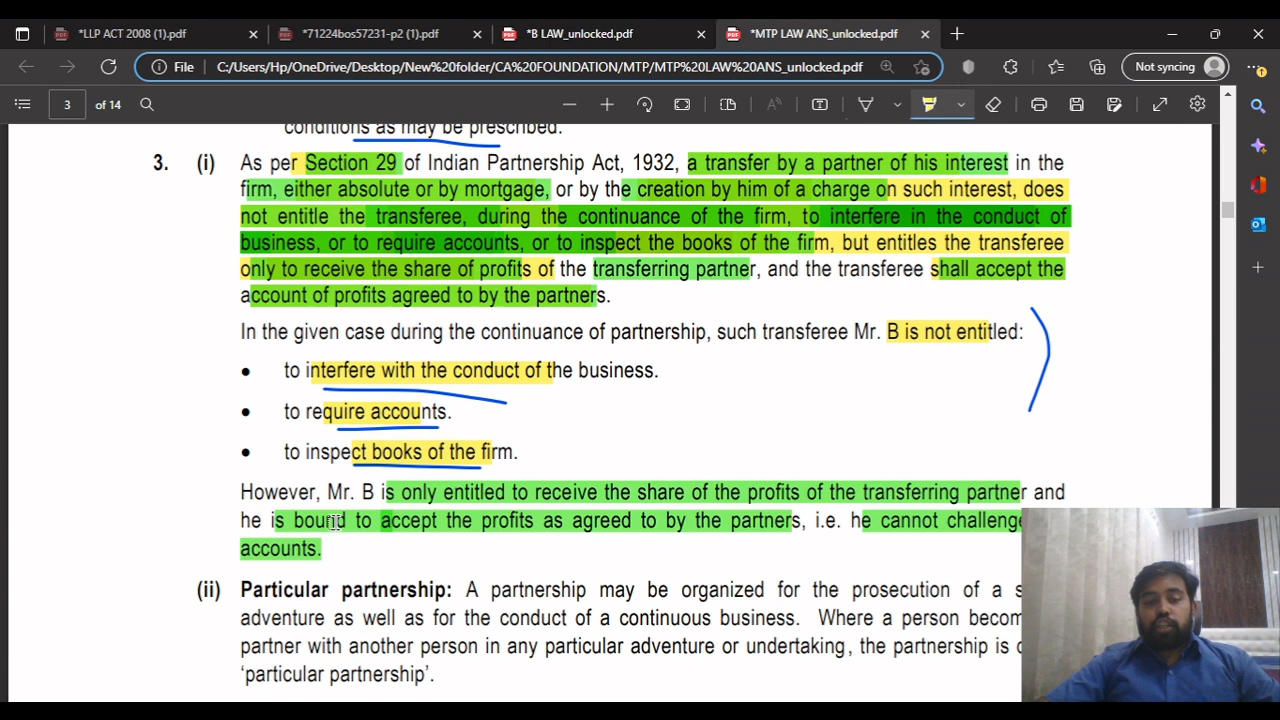 *LLP ACT 2008 (1).pdf
*71224bos57231-p2 (1).pdf
*B LAW_unlocked.pdf
*MTP LAW ANS_unlocked.pdf
File C:/Users/Hp/OneDrive/Desktop/New%20folder/CA%20FOUNDATION/MTP/MTP%20LAW%20ANS_unlocked.pdf
Not syncing
3 of 14
conditions as may be prescribed.
3. (i) As per Section 29 of Indian Partnership Act, 1932, a transfer by a partner of his interest in the
firm, either absolute or by mortgage, or by the creation by him of a charge on such interest, does
not entitle the transferee, during the continuance of the firm, to interfere in the conduct of
business, or to require accounts, or to inspect the books of the firm, but entitles the transferee
only to receive the share of profits of the transferring partner, and the transferee shall accept the
account of profits agreed to by the partners.
In the given case during the continuance of partnership, such transferee Mr. B is not entitled:
• to interfere with the conduct of the business.
• to require accounts.
• to inspect books of the firm.
However, Mr. B is only entitled to receive the share of the profits of the transferring partner and
he is bound to accept the profits as agreed to by the partners, i.e. he cannot challenge
accounts.
(ii) Particular partnership: A partnership may be organized for the prosecution of a s
adventure as well as for the conduct of a continuous business. Where a person becom
partner with another person in any particular adventure or undertaking, the partnership is
'particular partnership'.